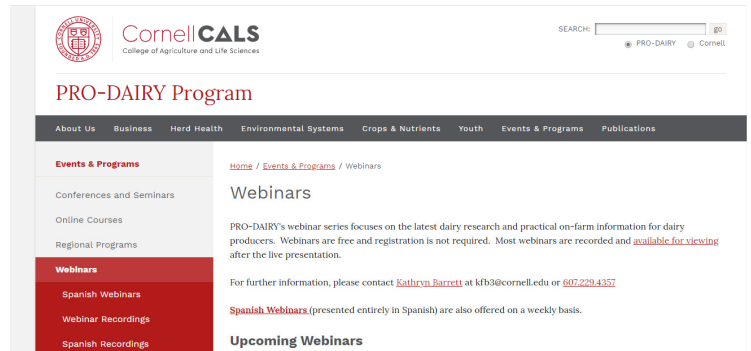 Cornell CALS
College of Agriculture and Life Sciences
SEARCH:
go
PRO-DAIRY
Cornell
PRO-DAIRY Program
About Us
Business
Herd Health
Environmental Systems
Crops & Nutrients
Youth
Events & Programs
Publications
Events & Programs
Conferences and Seminars
Online Courses
Regional Programs
Webinars
Spanish Webinars
Webinar Recordings
Spanish Recordings
Home / Events & Programs / Webinars
Webinars
PRO-DAIRY's webinar series focuses on the latest dairy research and practical on-farm information for dairy
producers. Webinars are free and registration is not required. Most webinars are recorded and available for viewing
after the live presentation.
For further information, please contact Kathryn Barrett at kfb3@cornell.edu or 607.229.4357
Spanish Webinars (presented entirely in Spanish) are also offered on a weekly basis.
Upcoming Webinars